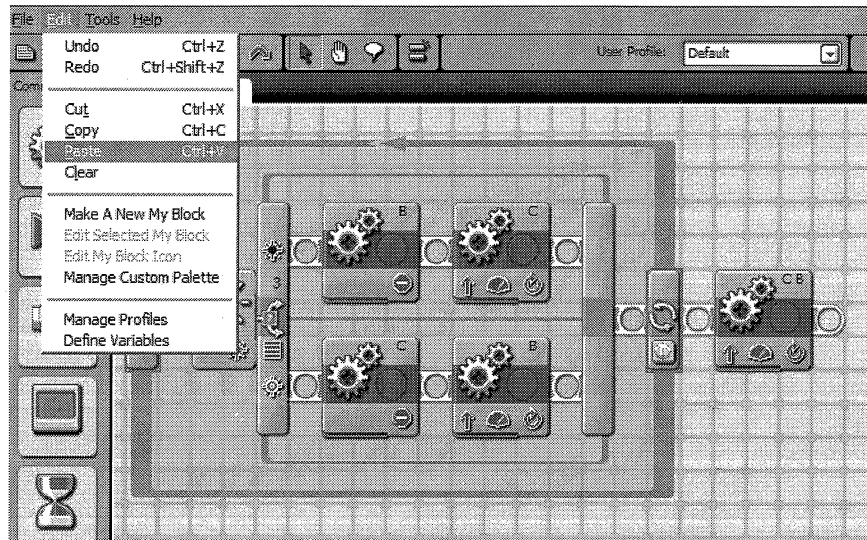 File Edit Tools Help
User Profile: Default
Com
Undo Ctrl+Z
Redo Ctrl+Shift+Z
Cut Ctrl+X
Copy Ctrl+C
Paste Ctrl+V
Clear
Make A New My Block
Edit Selected My Block
Edit My Block Icon
Manage Custom Palette
Manage Profiles
Define Variables
B C
3
C B
C B